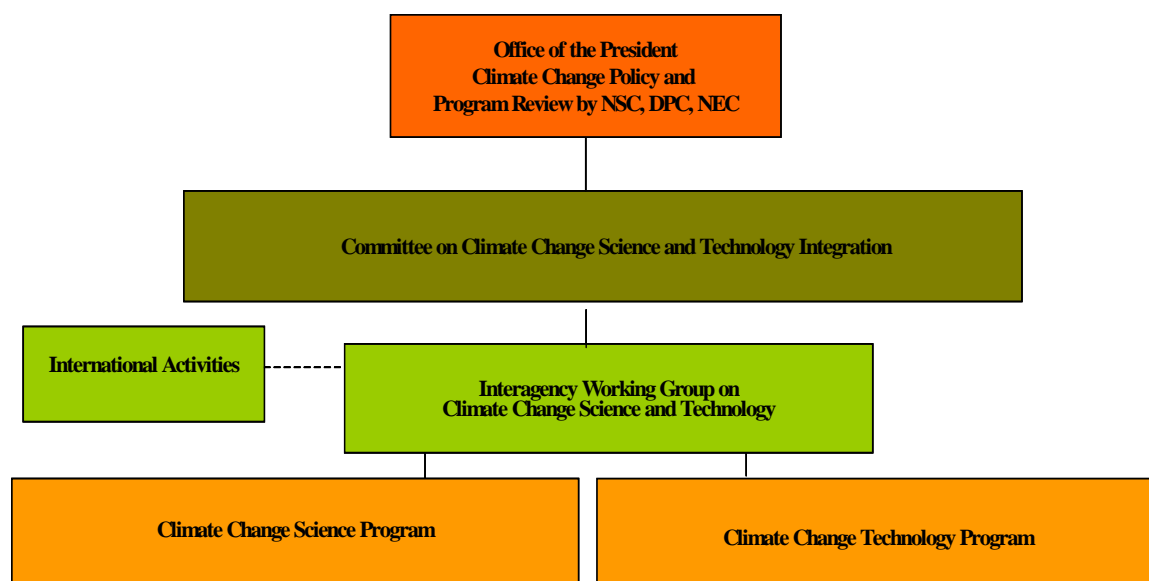 Office of the President
Climate Change Policy and
Program Review by NSC, DPC, NEC
Committee on Climate Change Science and Technology Integration
International Activities
Interagency Working Group on
Climate Change Science and Technology
Climate Change Science Program
Climate Change Technology Program